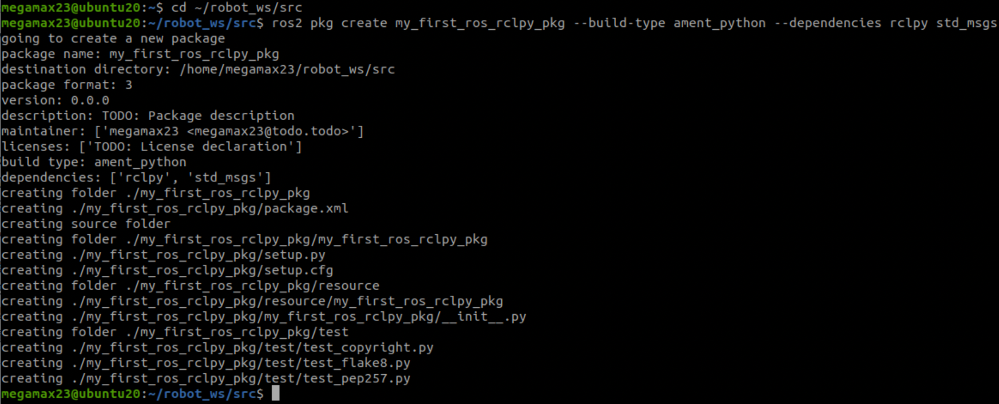 megamax23@ubuntu20:~$ cd ~/robot_ws/src
megamax23@ubuntu20:~/robot_ws/src$ ros2 pkg create my_first_ros_rclpy_pkg --build-type ament_python --dependencies rclpy std_msgs
going to create a new package
package name: my_first_ros_rclpy_pkg
destination directory: /home/megamax23/robot_ws/src
package format: 3
version: 0.0.0
description: TODO: Package description
maintainer: ['megamax23 <megamax23@todo.todo>']
licenses: ['TODO: License declaration']
build type: ament_python
dependencies: ['rclpy', 'std_msgs']
creating folder ./my_first_ros_rclpy_pkg
creating ./my_first_ros_rclpy_pkg/package.xml
creating source folder
creating folder ./my_first_ros_rclpy_pkg/my_first_ros_rclpy_pkg
creating ./my_first_ros_rclpy_pkg/setup.py
creating ./my_first_ros_rclpy_pkg/setup.cfg
creating folder ./my_first_ros_rclpy_pkg/resource
creating ./my_first_ros_rclpy_pkg/resource/my_first_ros_rclpy_pkg
creating ./my_first_ros_rclpy_pkg/my_first_ros_rclpy_pkg/__init__.py
creating folder ./my_first_ros_rclpy_pkg/test
creating ./my_first_ros_rclpy_pkg/test/test_copyright.py
creating ./my_first_ros_rclpy_pkg/test/test_flake8.py
creating ./my_first_ros_rclpy_pkg/test/test_pep257.py
megamax23@ubuntu20:~/robot_ws/src$